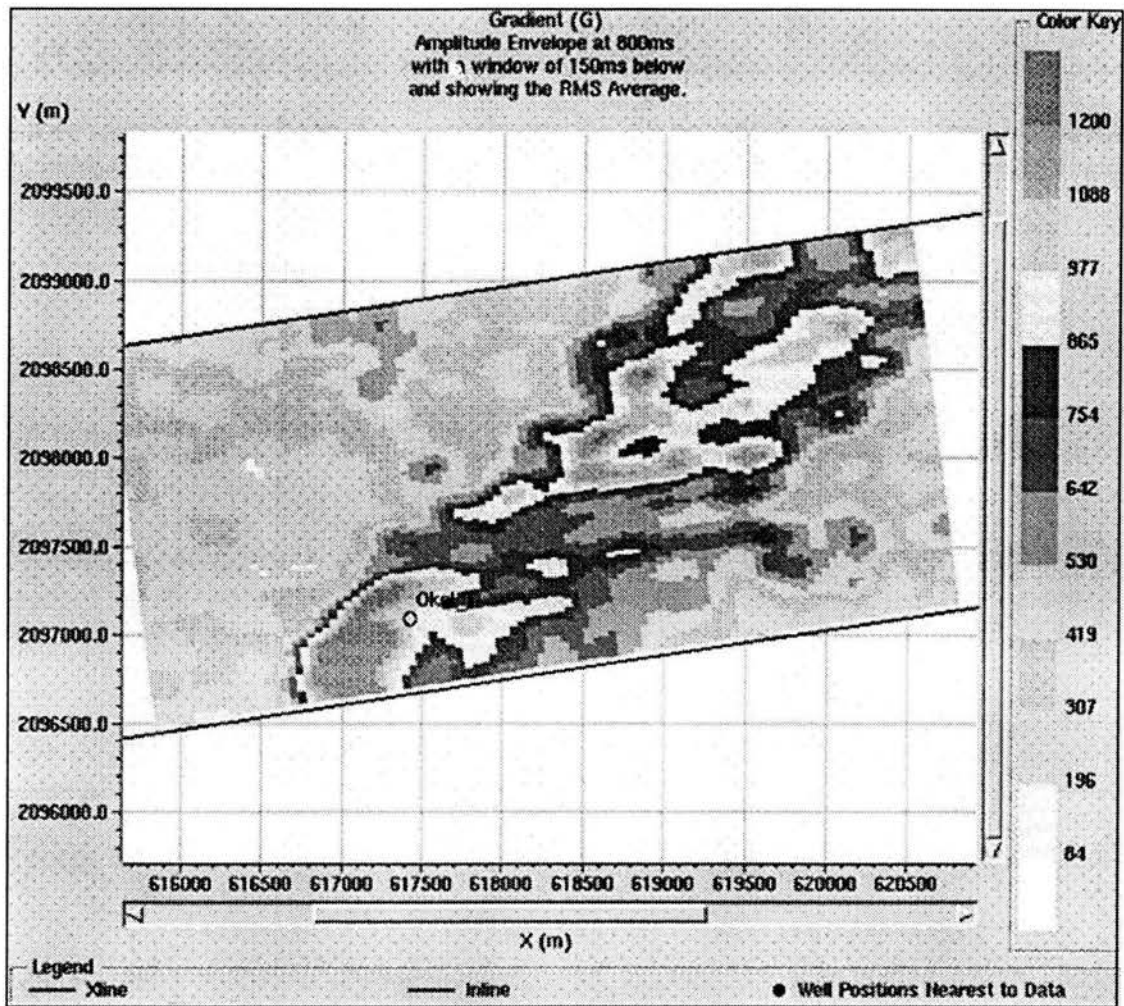 Gradient (G)
Amplitude Envelope at 800ms
with a window of 150ms below
and showing the RMS Average.
Color Key
Y (m)
1200
1088
977
865
754
642
530
419
307
196
84
2099500.0
2099000.0
2098500.0
2098000.0
2097500.0
2097000.0
2096500.0
2096000.0
616000 616500 617000 617500 618000 618500 619000 619500 620000 620500
X (m)
Legend
Xline
Inline
Well Positions Nearest to Data